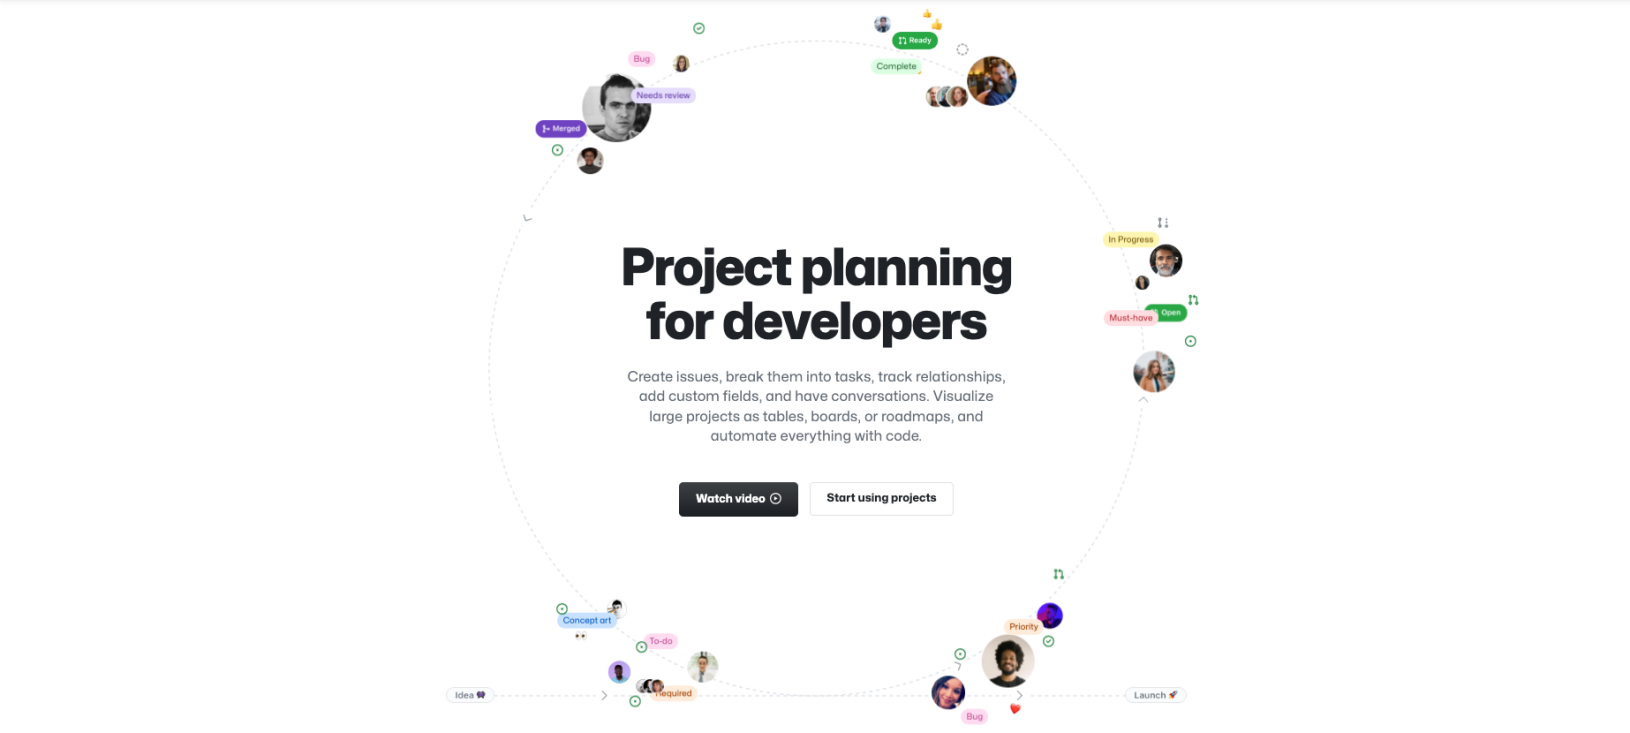 Bug
Needs review
Merged
Ready
Complete
In Progress
Must-have
Open
Project planning
for developers
Create issues, break them into tasks, track relationships,
add custom fields, and have conversations. Visualize
large projects as tables, boards, or roadmaps, and
automate everything with code.
Watch video
Start using projects
Concept art
To-do
Required
Priority
Idea
Launch
Bug